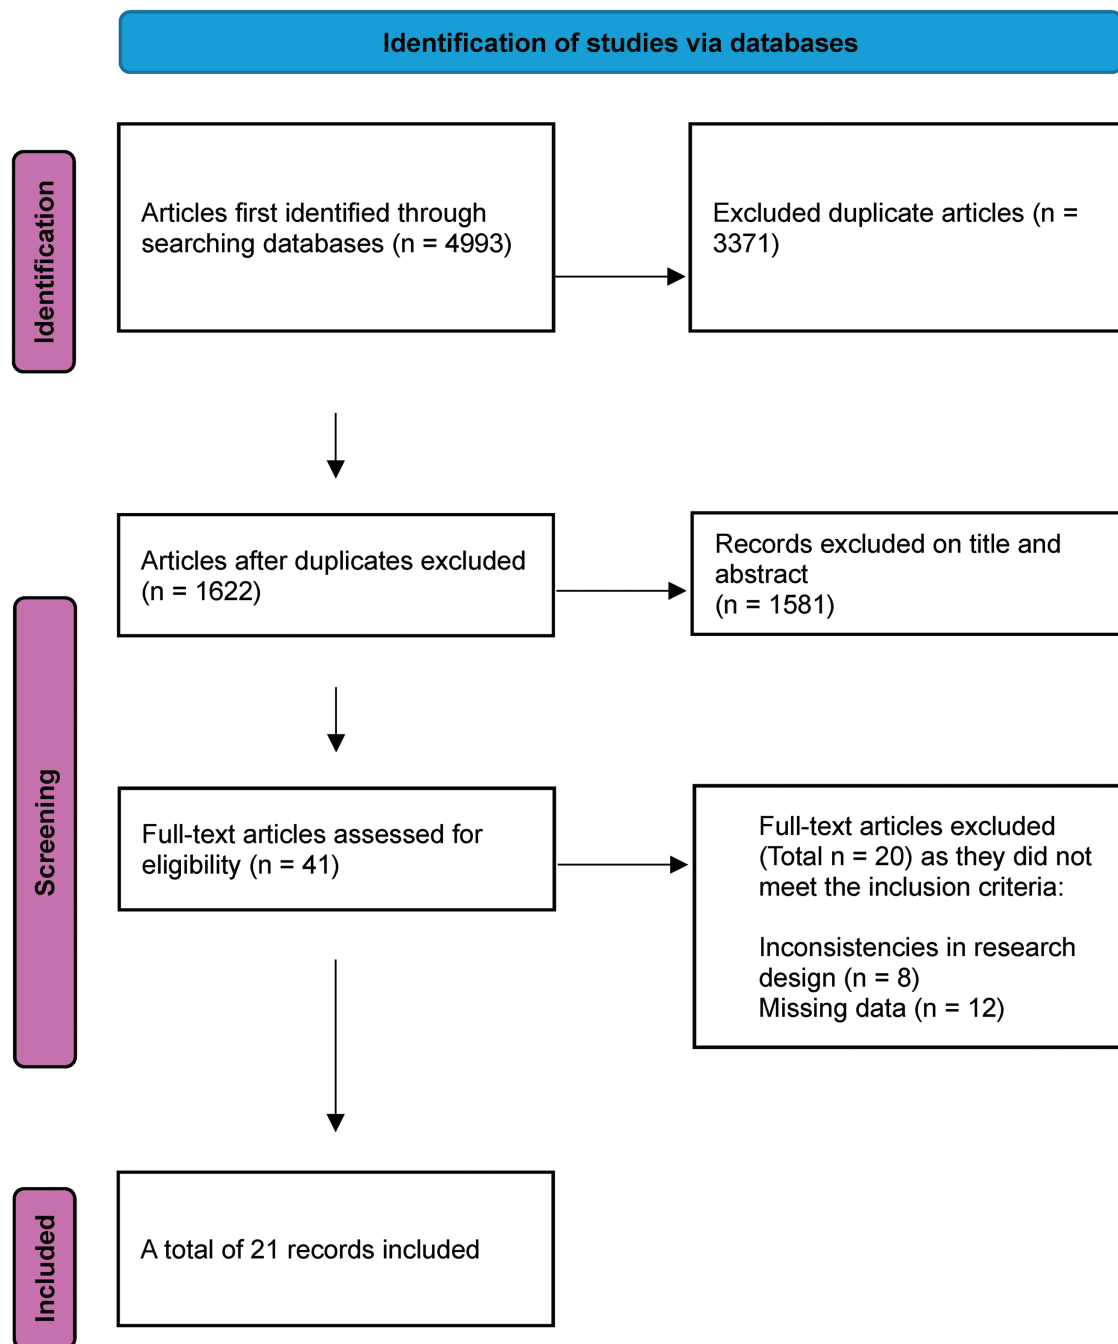 Identification of studies via databases
Identification
Articles first identified through
searching databases (n = 4993)
Excluded duplicate articles (n =
3371)
Screening
Articles after duplicates excluded
(n = 1622)
Records excluded on title and
abstract
(n = 1581)
Full-text articles assessed for
eligibility (n = 41)
Full-text articles excluded
(Total n = 20) as they did not
meet the inclusion criteria:
Inconsistencies in research
design (n = 8)
Missing data (n = 12)
Included
A total of 21 records included